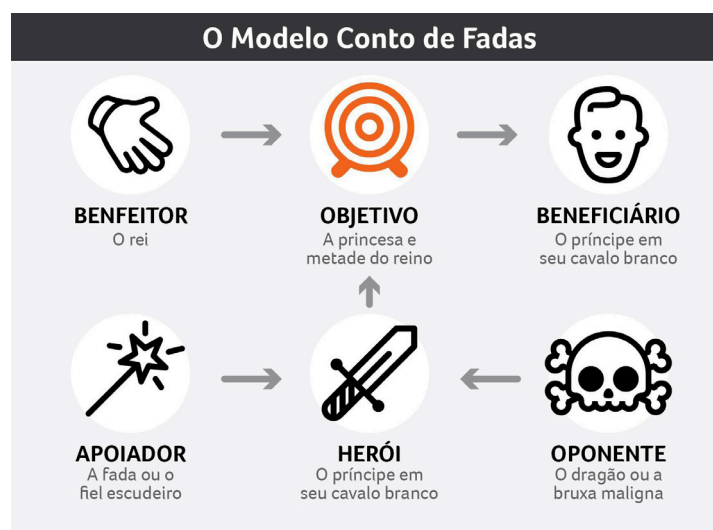 O Modelo Conto de Fadas
BENFEITOR
O rei
OBJETIVO
A princesa e
metade do reino
BENEFICIÁRIO
O príncipe em
seu cavalo branco
APOIADOR
A fada ou o
fiel escudeiro
HERÓI
O príncipe em
seu cavalo branco
OPONENTE
O dragão ou a
bruxa maligna